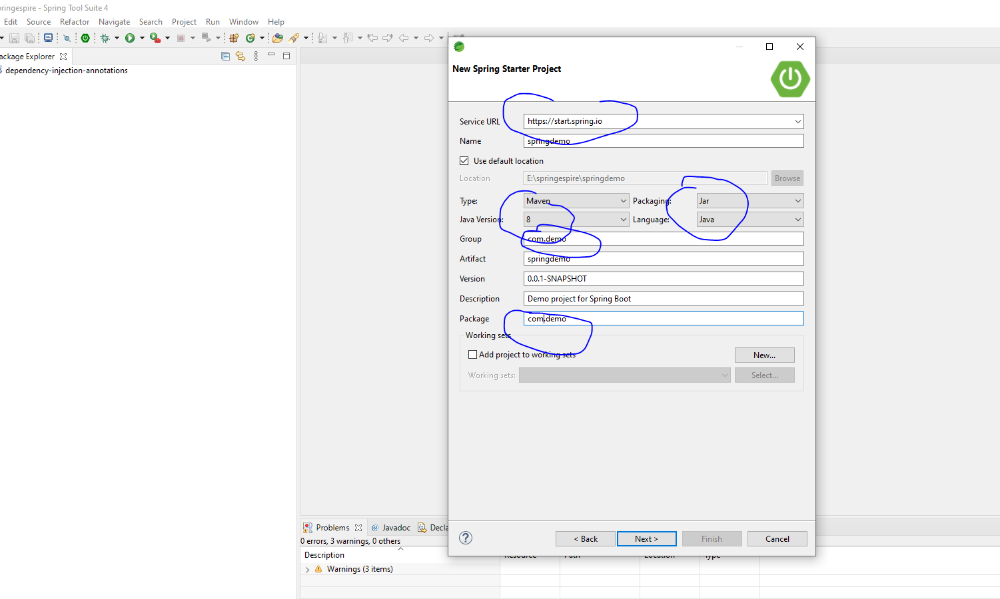 ringespire - Spring Tool Suite 4
Edit Source Refactor Navigate Search Project Run Window Help
ackage Explorer
dependency-injection-annotations
New Spring Starter Project
Service URL https://start.spring.io
Name springdemo
Use default location
Location E:\springespire\springdemo Browse
Type: Maven Packaging: Jar
Java Version: 8 Language: Java
Group com.demo
Artifact springdemo
Version 0.0.1-SNAPSHOT
Description Demo project for Spring Boot
Package com.demo
Working sets
Add project to working sets New...
Working sets: Select...
< Back Next > Finish Cancel
Problems @ Javadoc Decla
0 errors, 3 warnings, 0 others
Description Resource Path Location Type
Warnings (3 items)